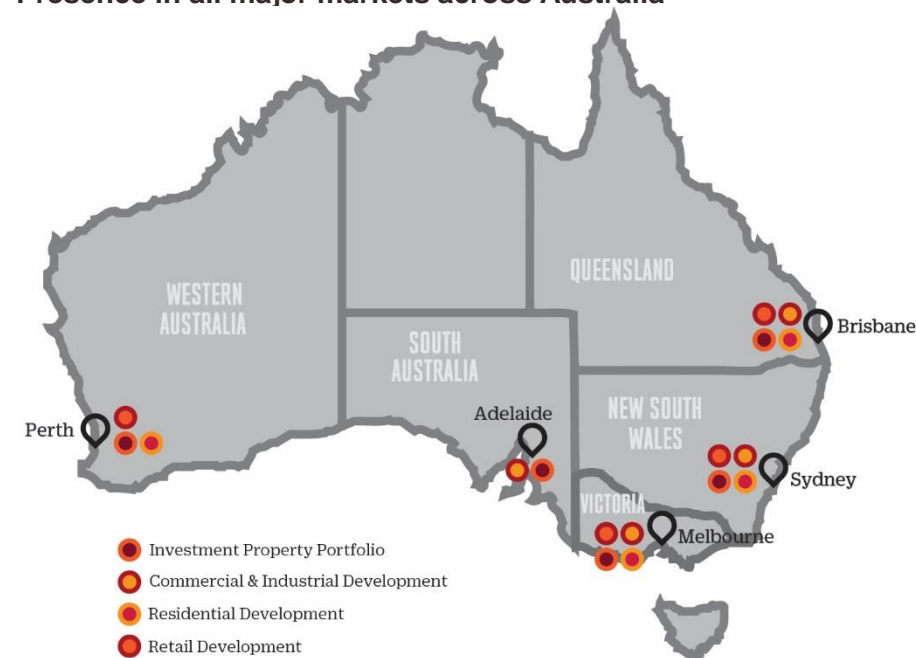 Presence in all major markets across Australia
QUEENSLAND
WESTERN
AUSTRALIA
Brisbane
SOUTH
AUSTRALIA
NEW SOUTH
WALES
Adelaide
Perth
Sydney
VICTORIA
Melbourne
Investment Property Portfolio
Commercial & Industrial Development
Residential Development
Retail Development